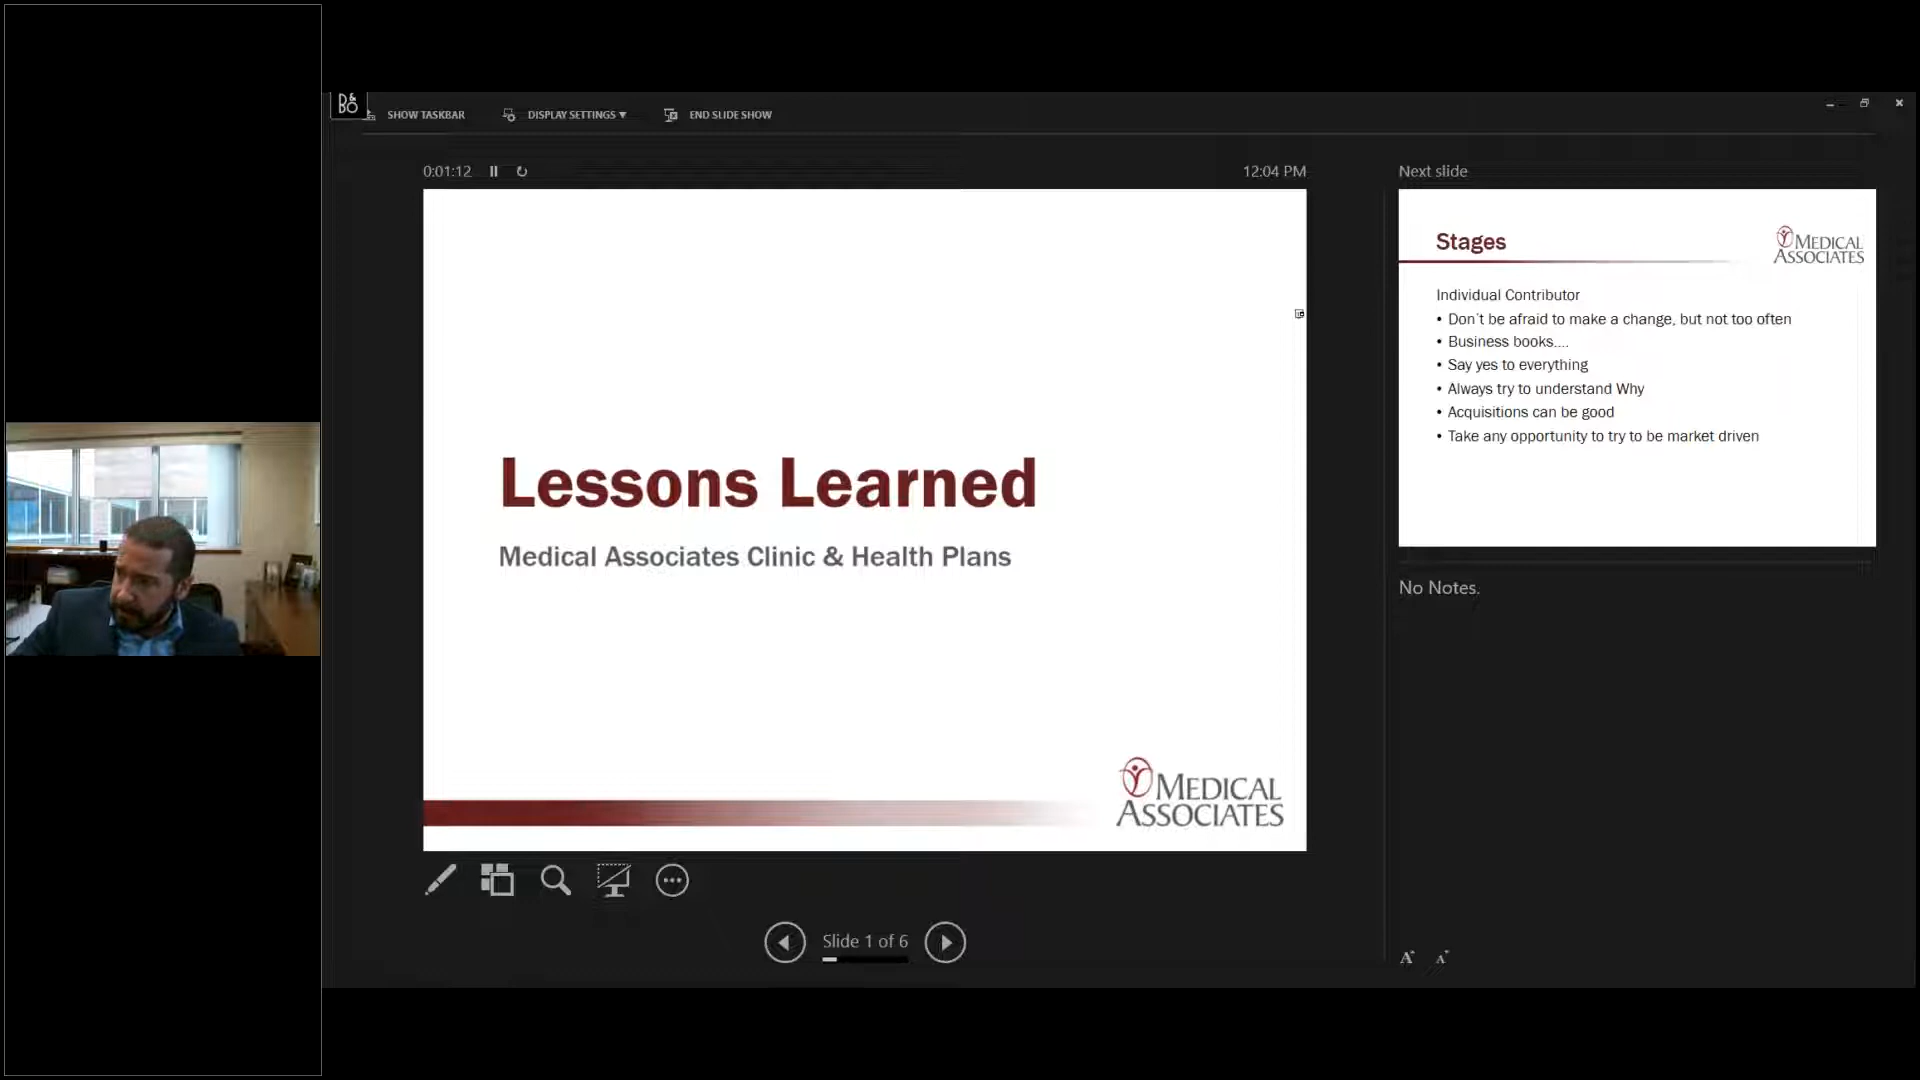 B&O
SHOW TASKBAR
DISPLAY SETTINGS ▾
END SLIDE SHOW
0:01:12
12:04 PM
Lessons Learned
Medical Associates Clinic & Health Plans
MEDICAL
ASSOCIATES
Slide 1 of 6
Next slide
Stages
MEDICAL
ASSOCIATES
Individual Contributor
• Don't be afraid to make a change, but not too often
• Business books....
• Say yes to everything
• Always try to understand Why
• Acquisitions can be good
• Take any opportunity to try to be market driven
No Notes.
A A